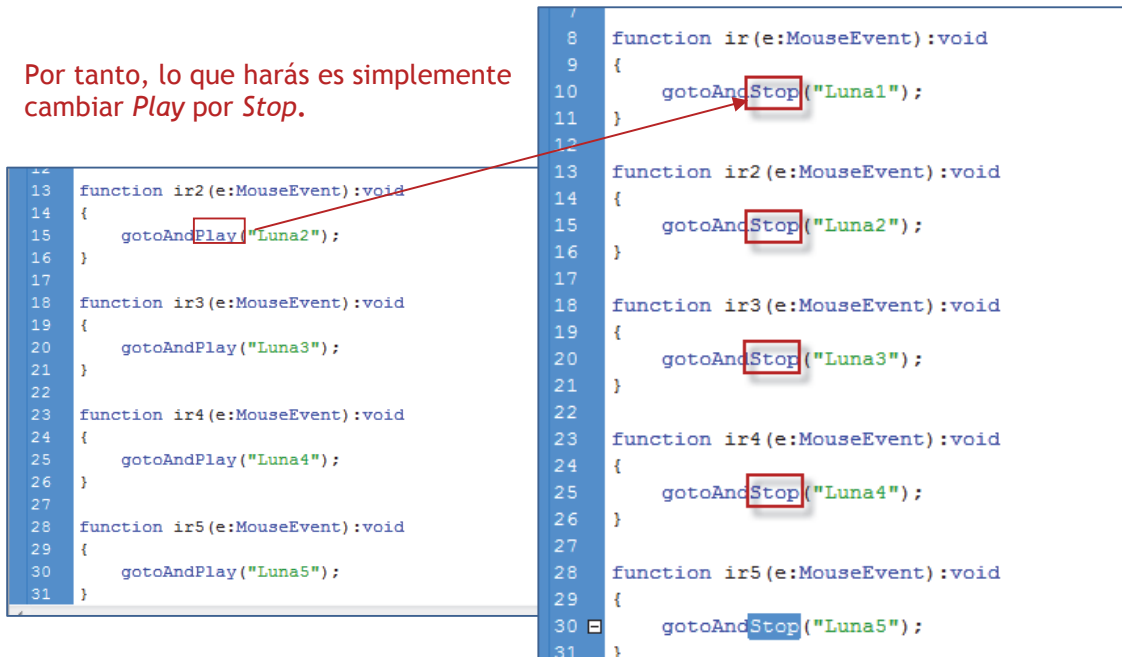 Por tanto, lo que harás es simplemente
cambiar Play por Stop.
12
13 function ir2(e:MouseEvent):void
14 {
15 gotoAndPlay("Luna2");
16 }
17
18 function ir3(e:MouseEvent):void
19 {
20 gotoAndPlay("Luna3");
21 }
22
23 function ir4(e:MouseEvent):void
24 {
25 gotoAndPlay("Luna4");
26 }
27
28 function ir5(e:MouseEvent):void
29 {
30 gotoAndPlay("Luna5");
31 }
7
8 function ir(e:MouseEvent):void
9 {
10 gotoAndStop("Luna1");
11 }
12
13 function ir2(e:MouseEvent):void
14 {
15 gotoAndStop("Luna2");
16 }
17
18 function ir3(e:MouseEvent):void
19 {
20 gotoAndStop("Luna3");
21 }
22
23 function ir4(e:MouseEvent):void
24 {
25 gotoAndStop("Luna4");
26 }
27
28 function ir5(e:MouseEvent):void
29 {
30 gotoAndStop("Luna5");
31 }